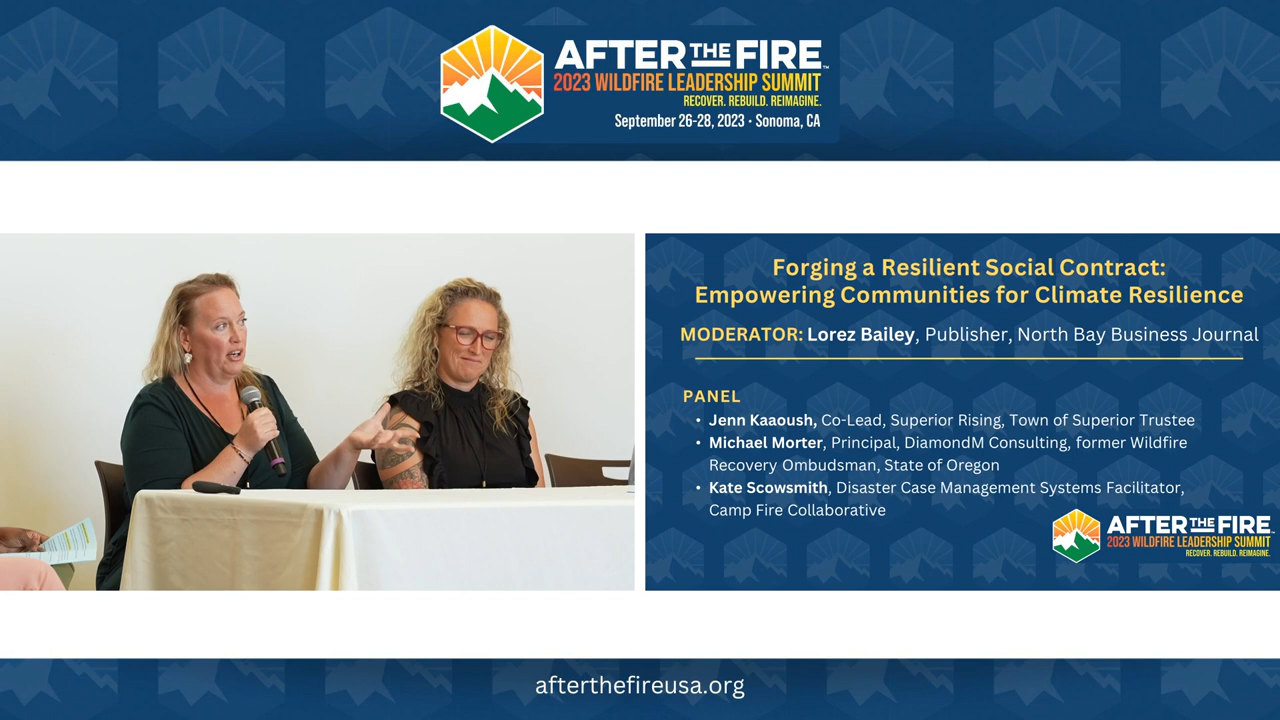 AFTER THE FIRE™
2023 WILDFIRE LEADERSHIP SUMMIT
RECOVER. REBUILD. REIMAGINE.
September 26-28, 2023 • Sonoma, CA
Forging a Resilient Social Contract:
Empowering Communities for Climate Resilience
MODERATOR: Lorez Bailey, Publisher, North Bay Business Journal
PANEL
• Jenn Kaaoush, Co-Lead, Superior Rising, Town of Superior Trustee
• Michael Morter, Principal, DiamondM Consulting, former Wildfire
Recovery Ombudsman, State of Oregon
• Kate Scowsmith, Disaster Case Management Systems Facilitator,
Camp Fire Collaborative
AFTER THE FIRE™
2023 WILDFIRE LEADERSHIP SUMMIT
RECOVER. REBUILD. REIMAGINE.
afterthefireusa.org